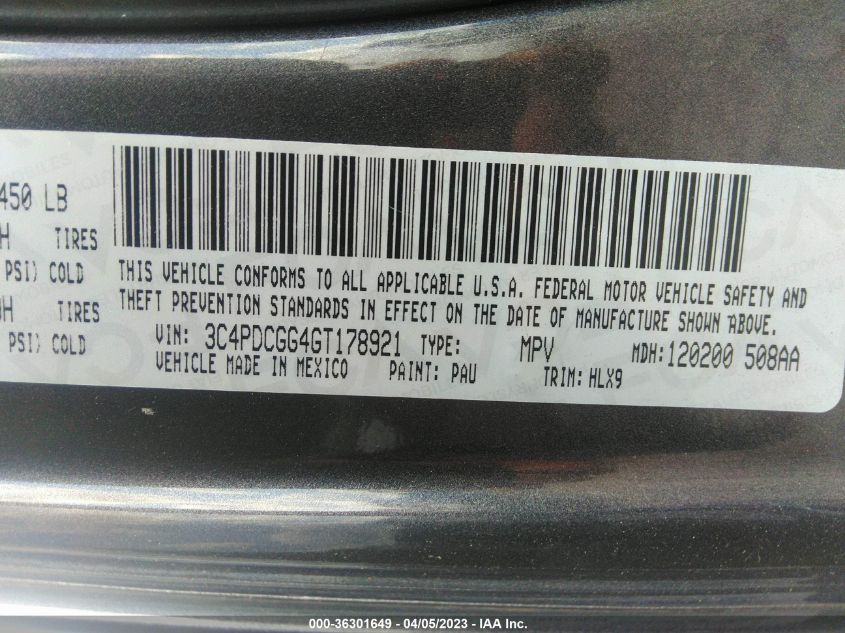 450 LB
H TIRES
PSI) COLD
0H TIRES
PSI) COLD
THIS VEHICLE CONFORMS TO ALL APPLICABLE U.S.A. FEDERAL MOTOR VEHICLE SAFETY AND
THEFT PREVENTION STANDARDS IN EFFECT ON THE DATE OF MANUFACTURE SHOWN ABOVE.
VIN: 3C4PDCGG4GT178921 TYPE: MPV MDH: 120200 508AA
VEHICLE MADE IN MEXICO PAINT: PAU TRIM: HLX9
000-36301649 - 04/05/2023 - IAA Inc.